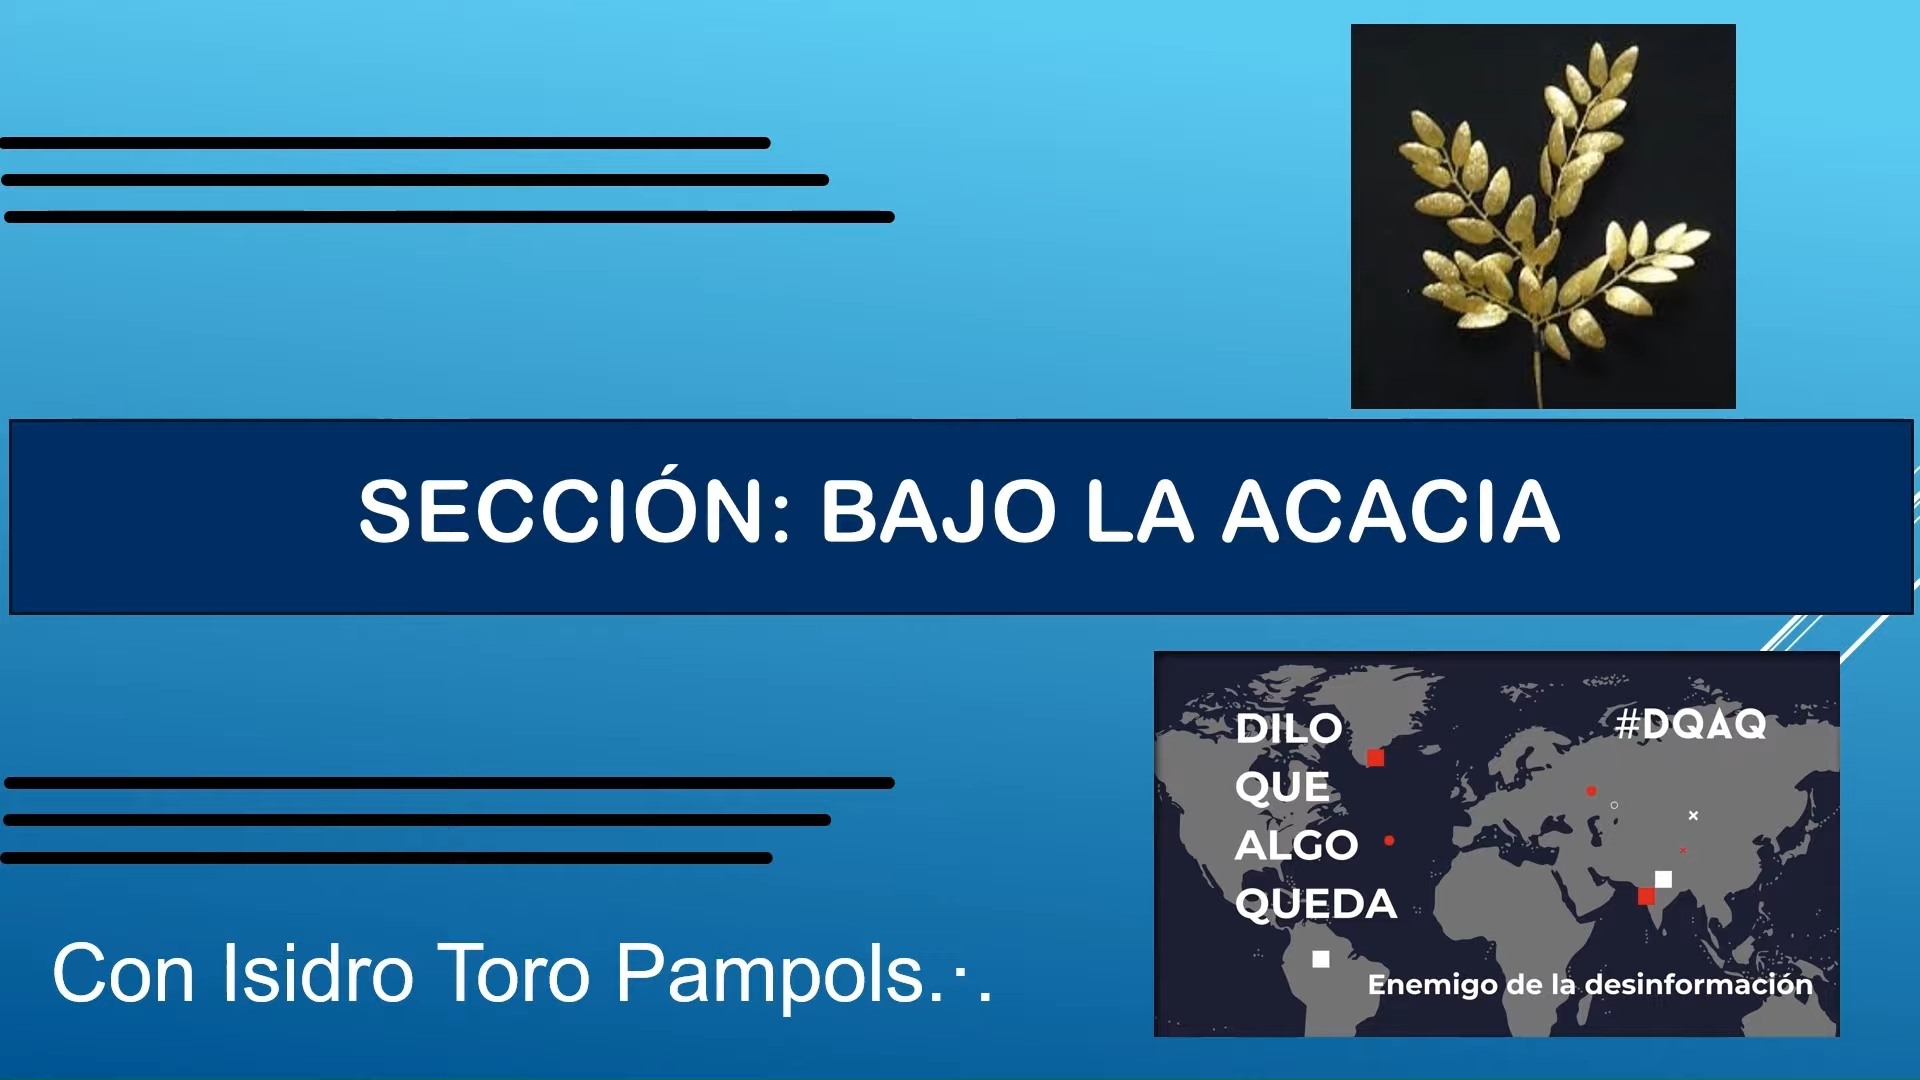 SECCIÓN: BAJO LA ACACIA
DILO
QUE
ALGO
QUEDA
#DQAQ
Enemigo de la desinformación
Con Isidro Toro Pampols.·.